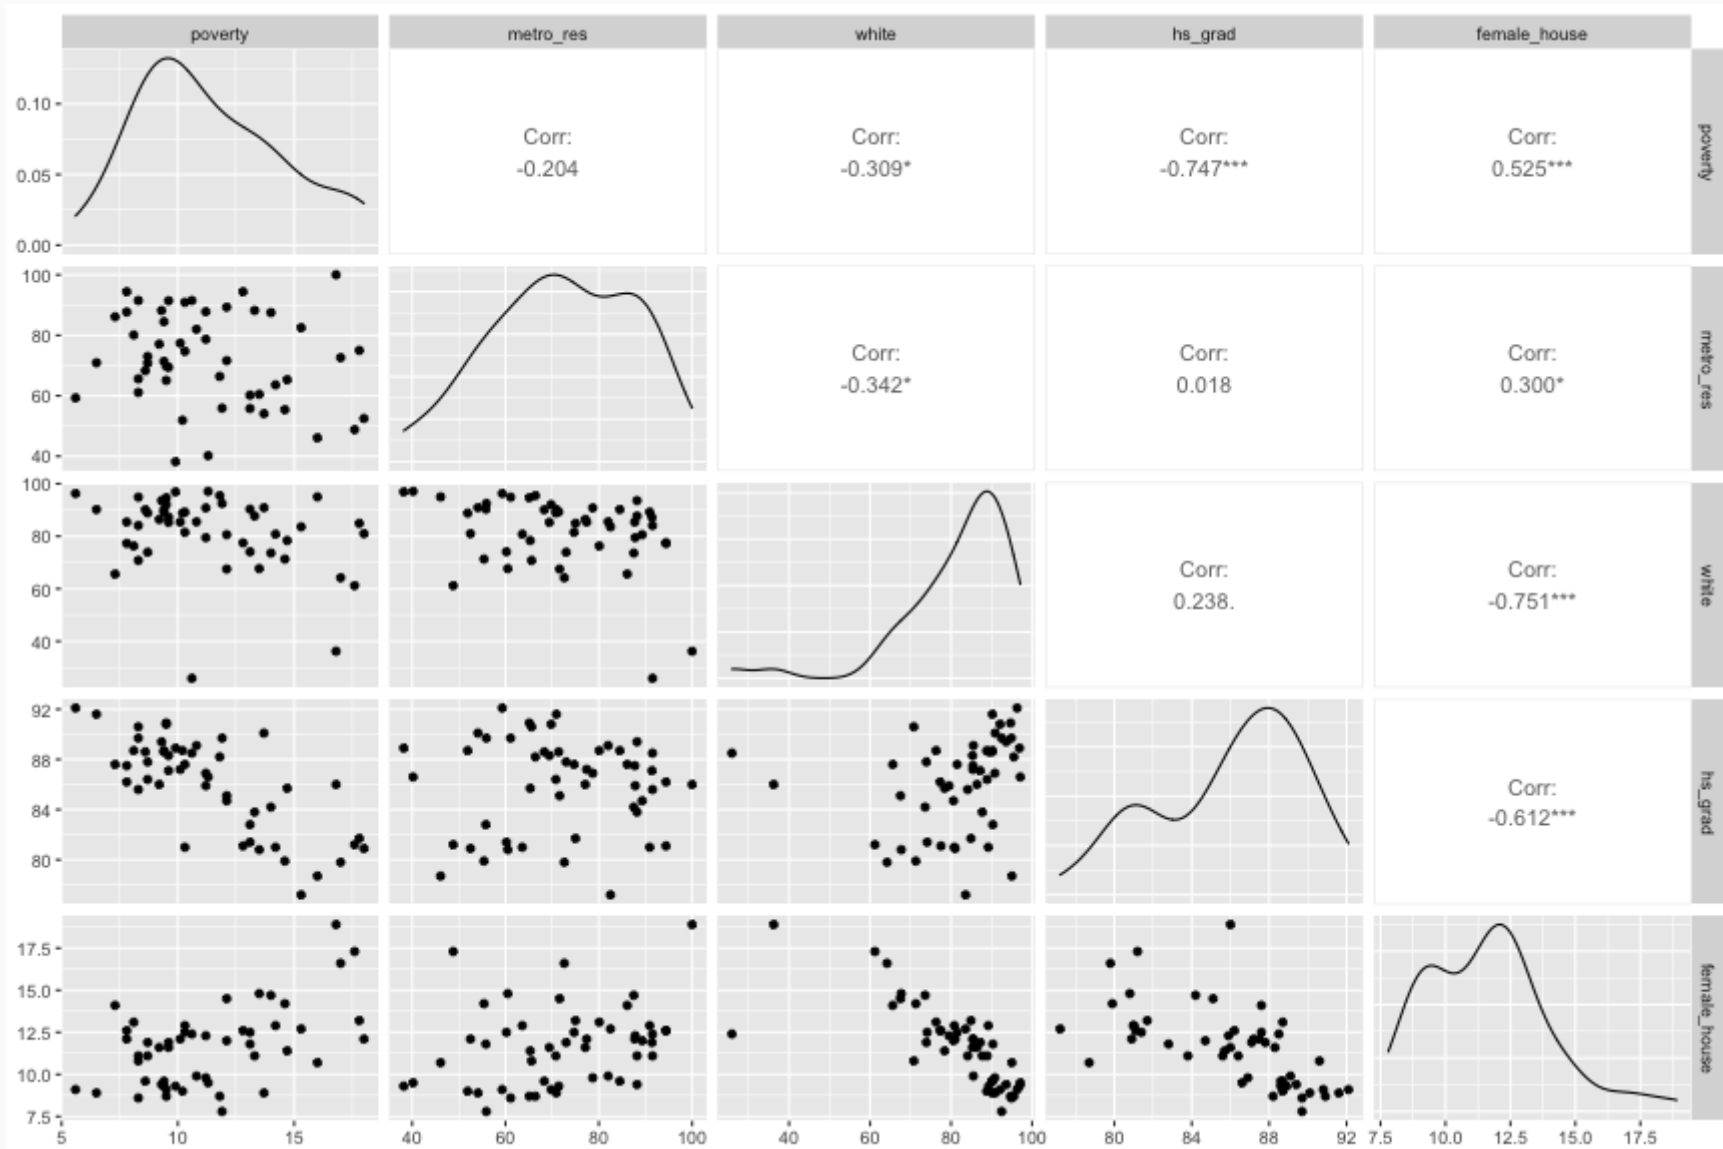 poverty metro_res white hs_grad female_house
0.10
0.05
0.00
Corr:
-0.204
Corr:
-0.309*
Corr:
-0.747***
Corr:
0.525***
poverty
100
80
60
40
Corr:
-0.342*
Corr:
0.018
Corr:
0.300*
metro_res
100
80
60
40
Corr:
0.238.
Corr:
-0.751***
white
92
88
84
80
Corr:
-0.612***
hs_grad
17.5
15.0
12.5
10.0
7.5
female_house
5 10 15 40 60 80 100 40 60 80 100 80 84 88 92 7.5 10.0 12.5 15.0 17.5